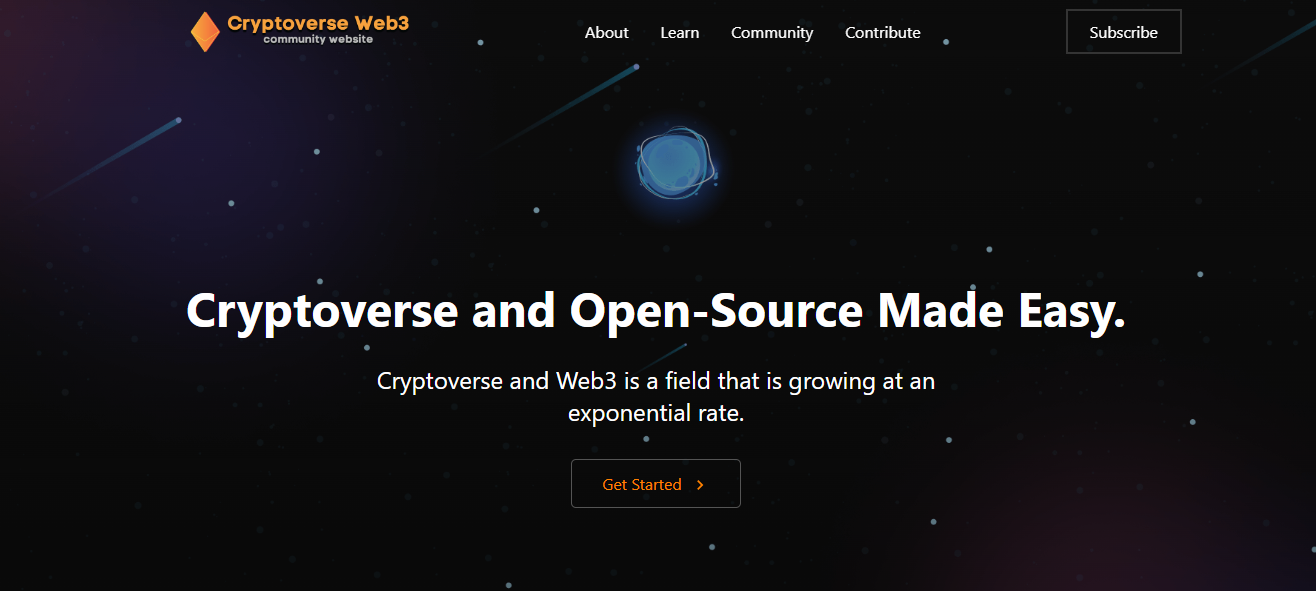 Cryptoverse Web3
community website
About
Learn
Community
Contribute
Subscribe
Cryptoverse and Open-Source Made Easy.
Cryptoverse and Web3 is a field that is growing at an
exponential rate.
Get Started